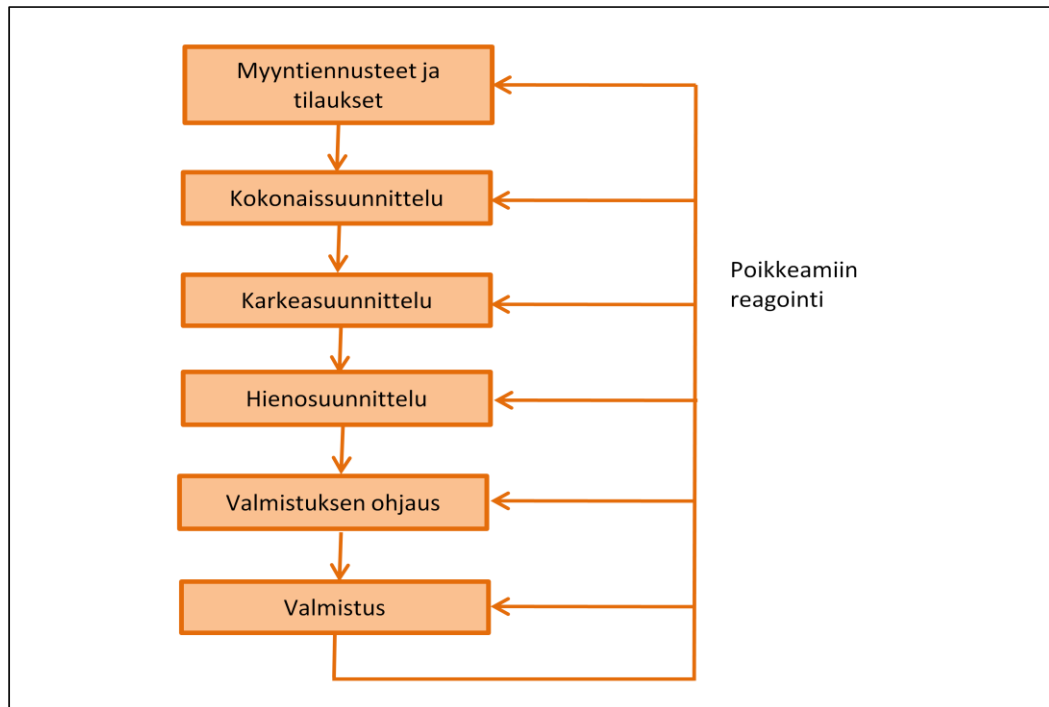 Myyntiennusteet ja
tilaukset
Kokonaissuunnittelu
Karkeasuunnittelu
Poikkeamiin
reagointi
Hienosuunnittelu
Valmistuksen ohjaus
Valmistus